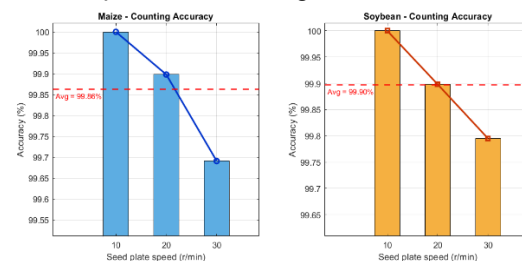 Maize - Counting Accuracy
100
99.95
99.9
99.85
99.8
99.75
99.7
99.65
99.6
99.55
Accuracy (%)
Avg = 99.86%
10 20 30
Seed plate speed (r/min)
Soybean - Counting Accuracy
100
99.95
99.9
99.85
99.8
99.75
99.7
99.65
Accuracy (%)
Avg = 99.90%
10 20 30
Seed plate speed (r/min)